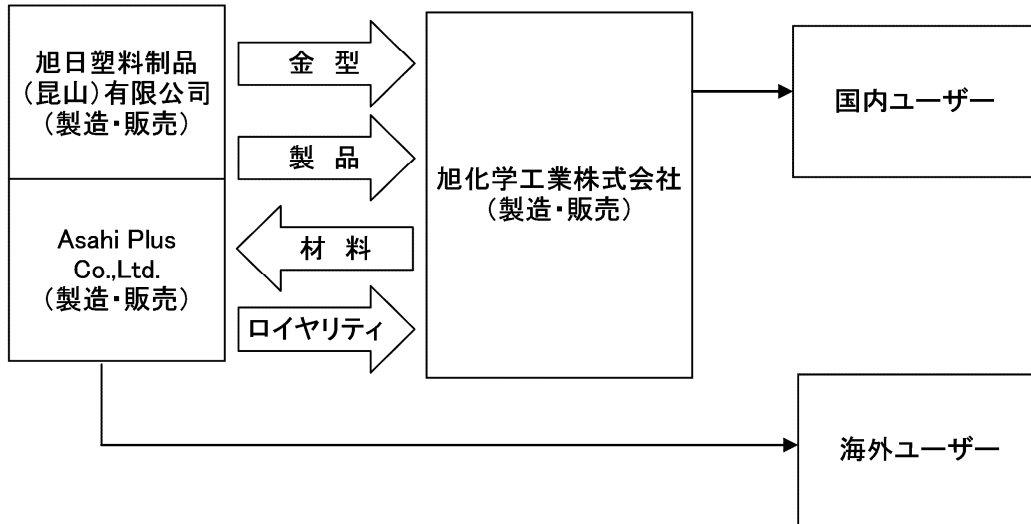 旭日塑料制品
(昆山)有限公司
(製造・販売)
Asahi Plus
Co.,Ltd.
(製造・販売)
金 型
製 品
材 料
ロイヤリティ
旭化学工業株式会社
(製造・販売)
国内ユーザー
海外ユーザー